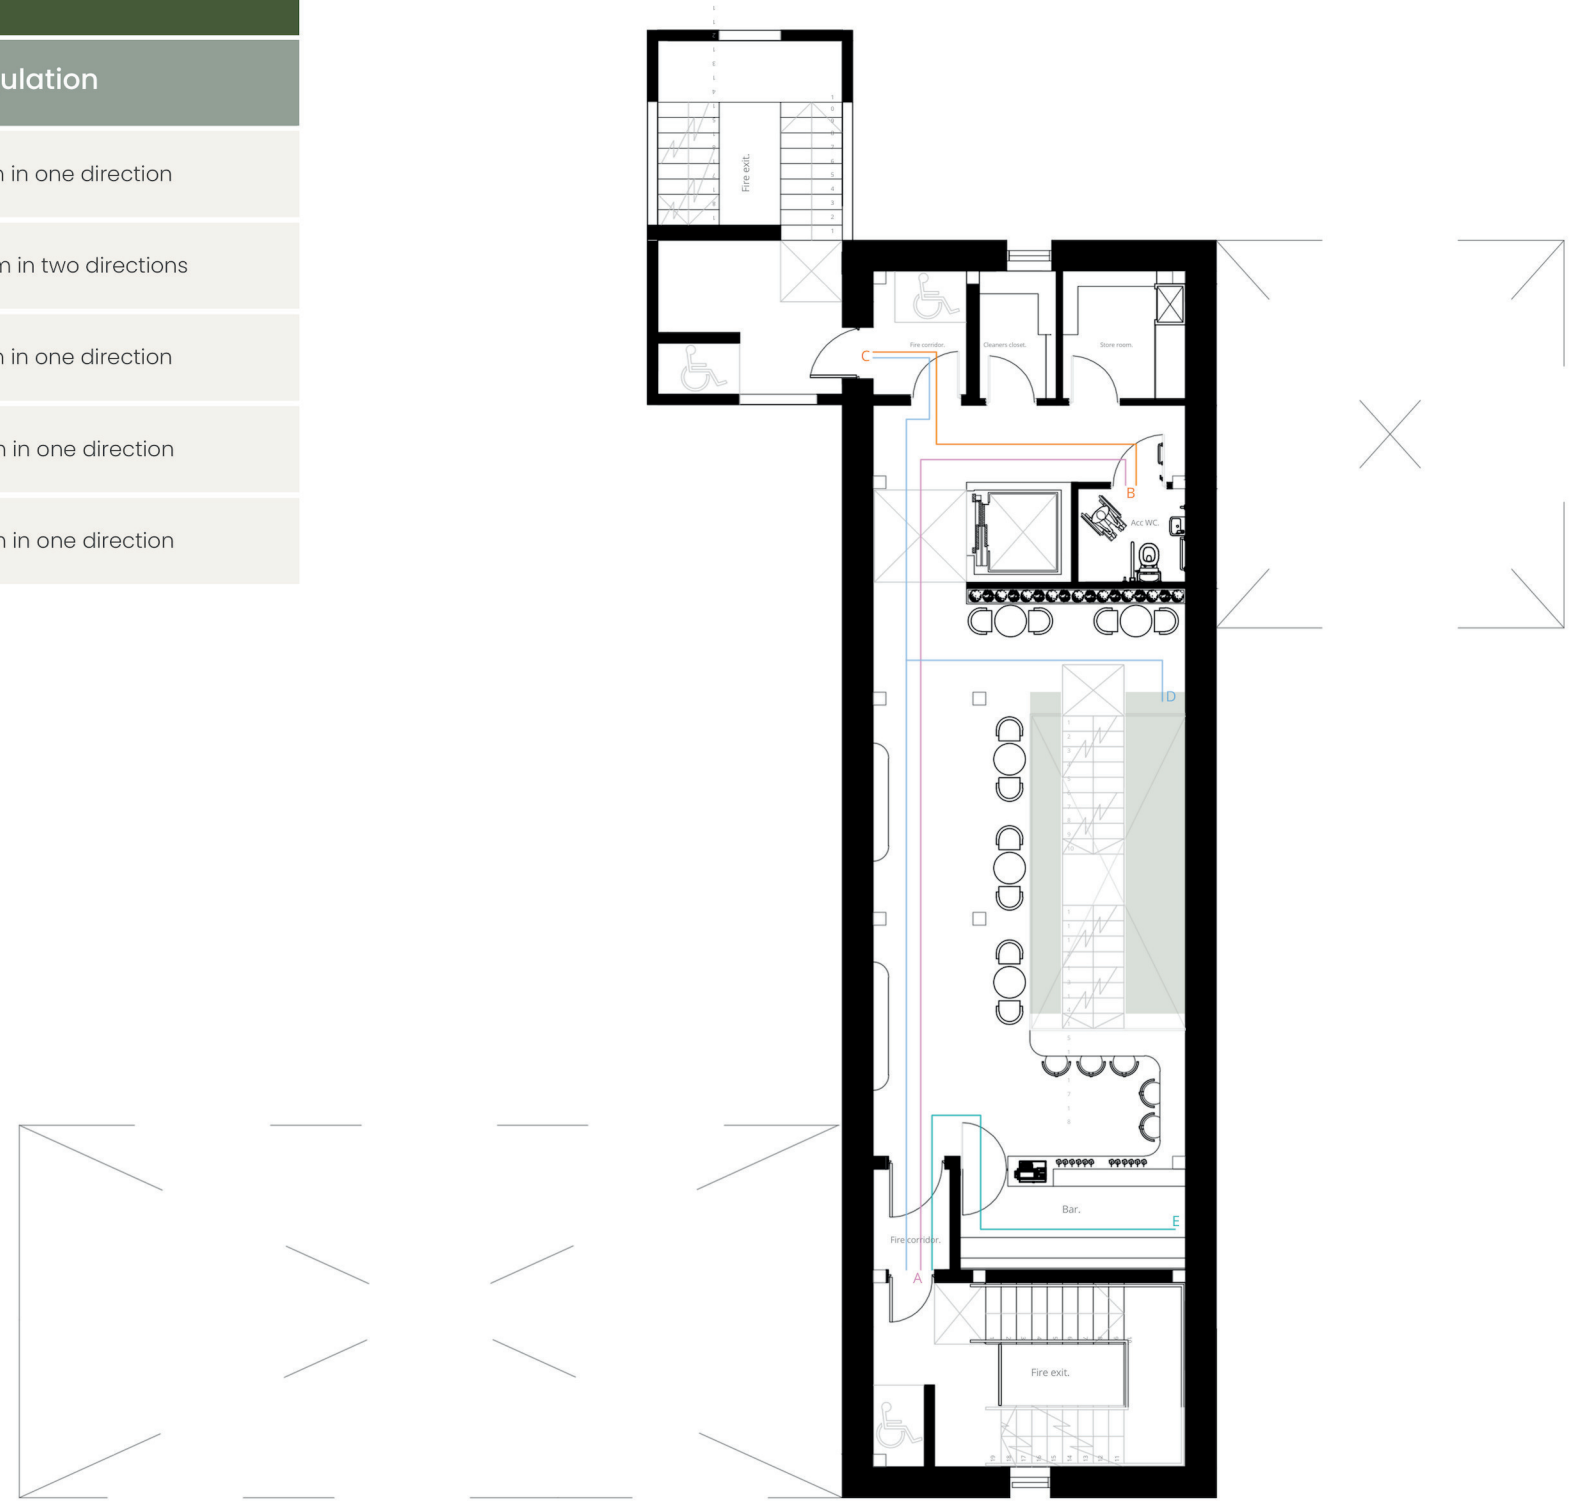 ulation
in one direction
in two directions
in one direction
in one direction
in one direction
Fire exit.
C
Fire corridor.
Cleaners closet.
Store room.
B
Acc WC.
D
Bar.
E
Fire corridor.
A
Fire exit.